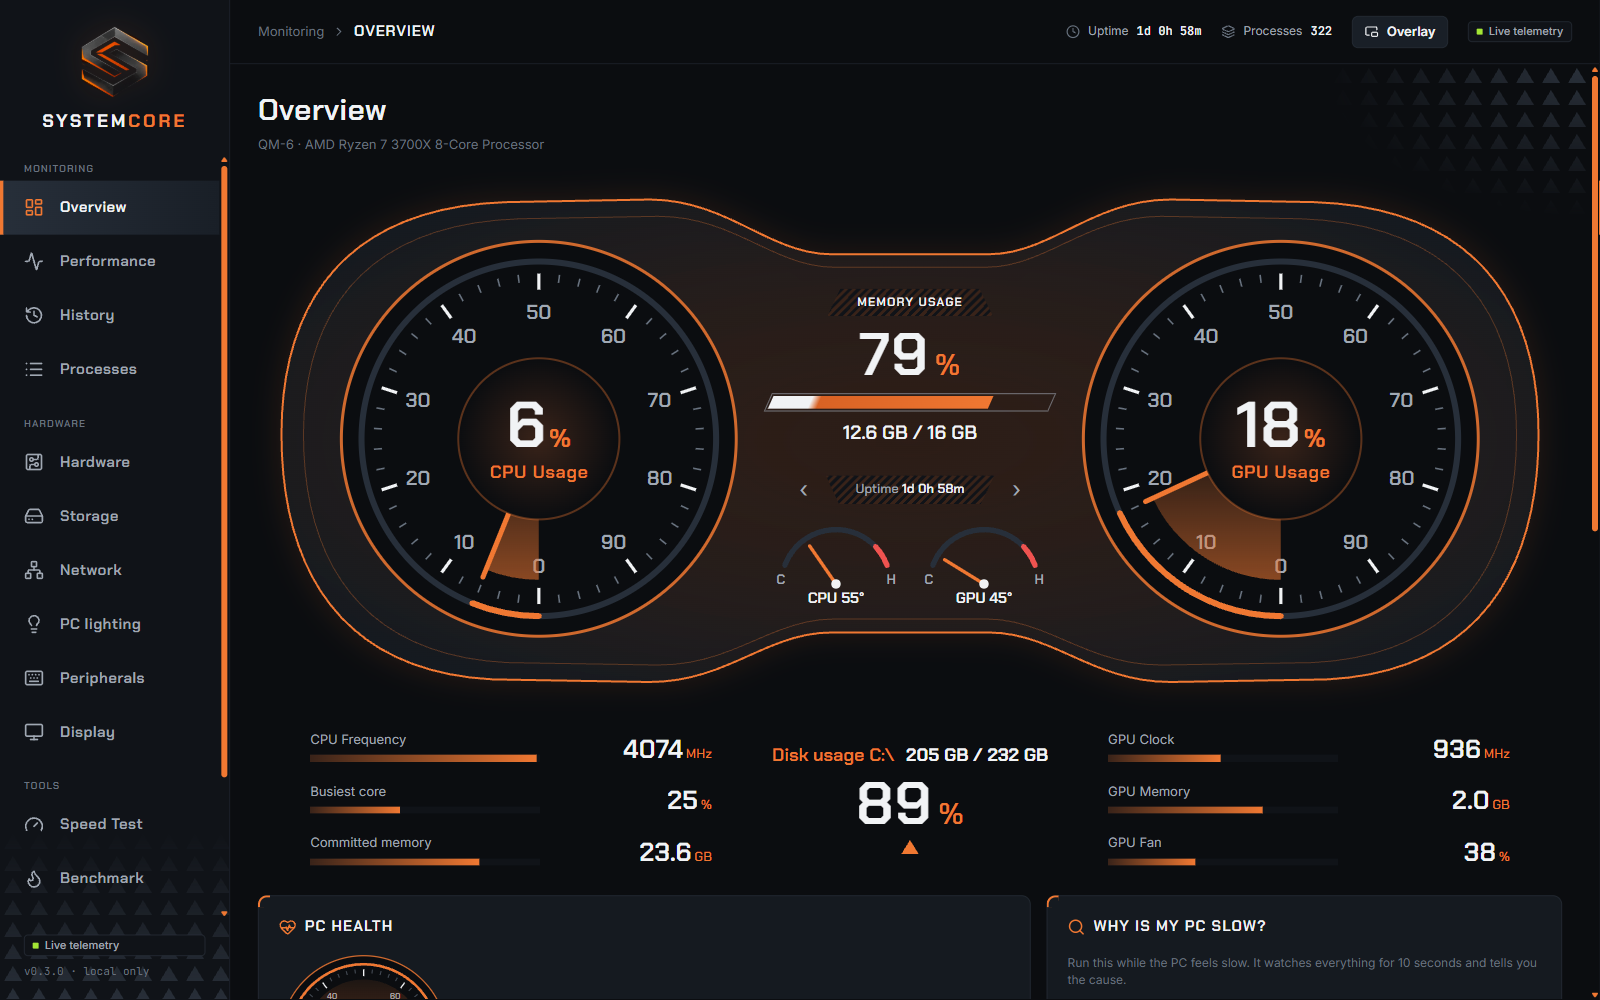 SYSTEMCORE
MONITORING
Overview
Performance
History
Processes
HARDWARE
Hardware
Storage
Network
PC lighting
Peripherals
Display
TOOLS
Speed Test
Benchmark
Live telemetry
v0.3.0 · local only
Monitoring > OVERVIEW
Uptime 1d 0h 58m
Processes 322
Overlay
Live telemetry
Overview
QM-6 · AMD Ryzen 7 3700X 8-Core Processor
0
10
20
30
40
50
60
70
80
90
6%
CPU Usage
MEMORY USAGE
79 %
12.6 GB / 16 GB
‹ Uptime 1d 0h 58m ›
C H
CPU 55°
C H
GPU 45°
0
10
20
30
40
50
60
70
80
90
18%
GPU Usage
CPU Frequency 4074 MHz
Busiest core 25 %
Committed memory 23.6 GB
Disk usage C:\ 205 GB / 232 GB
89 %
GPU Clock 936 MHz
GPU Memory 2.0 GB
GPU Fan 38 %
PC HEALTH
40 60
WHY IS MY PC SLOW?
Run this while the PC feels slow. It watches everything for 10 seconds and tells you
the cause.